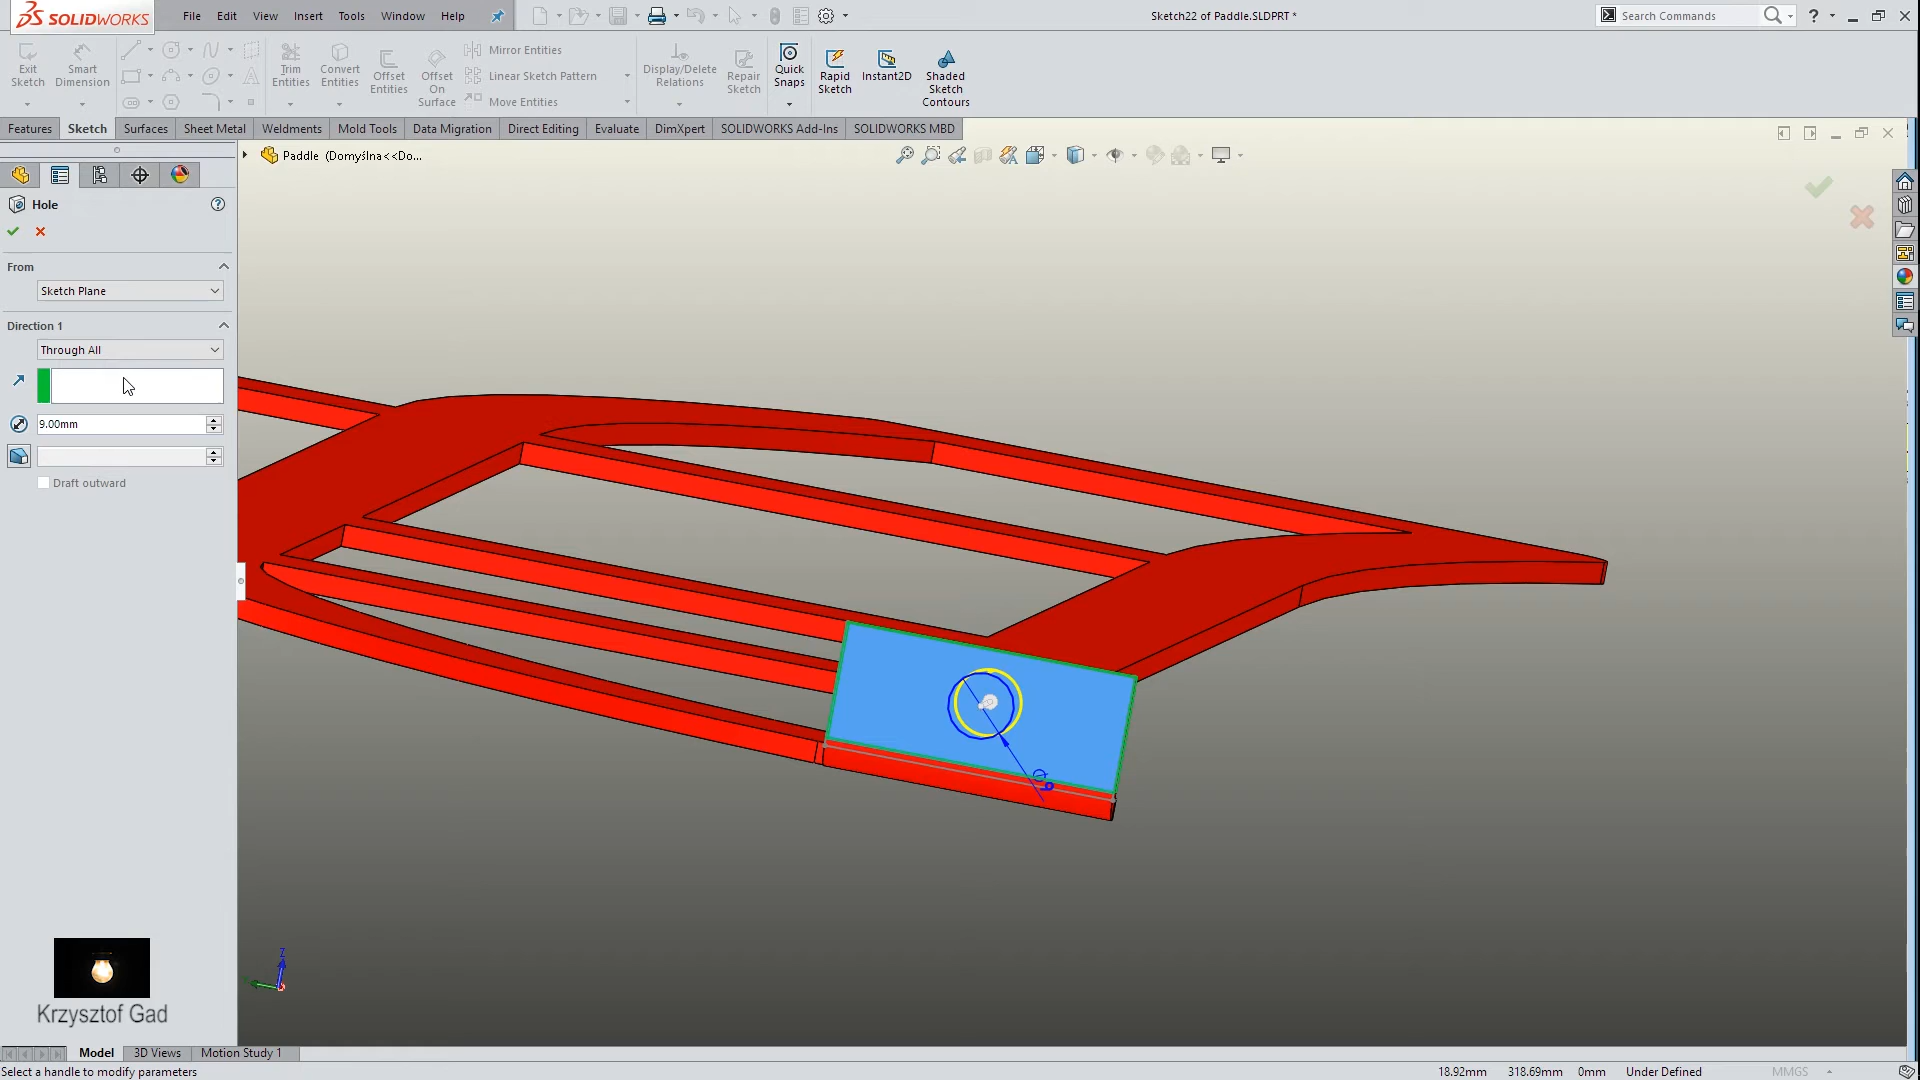 SOLIDWORKS
File Edit View Insert Tools Window Help
Sketch22 of Paddle.SLDPRT *
Search Commands
Exit Sketch
Smart Dimension
Trim Entities
Convert Entities
Offset Entities
Offset On Surface
Mirror Entities
Linear Sketch Pattern
Move Entities
Display/Delete Relations
Repair Sketch
Quick Snaps
Rapid Sketch
Instant2D
Shaded Sketch Contours
Features Sketch Surfaces Sheet Metal Weldments Mold Tools Data Migration Direct Editing Evaluate DimXpert SOLIDWORKS Add-Ins SOLIDWORKS MBD
Paddle (Domyślna<<Do...
Hole
From
Sketch Plane
Direction 1
Through All
9.00mm
Draft outward
Z
Krzysztof Gad
Model 3D Views Motion Study 1
Select a handle to modify parameters
18.92mm 318.69mm 0mm Under Defined MMGS